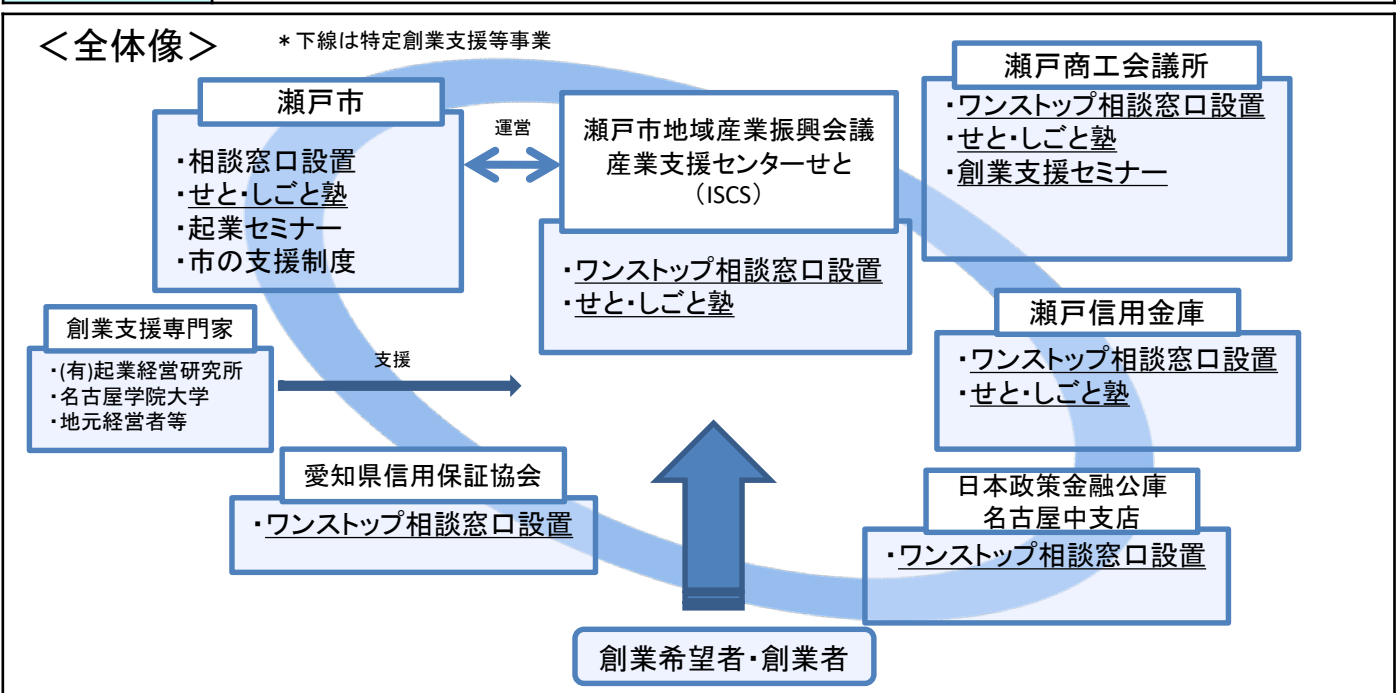 ＜全体像＞
＊下線は特定創業支援等事業
瀬戸市
・相談窓口設置
・せと・しごと塾
・起業セミナー
・市の支援制度
運営
瀬戸市地域産業振興会議
産業支援センターせと
（ISCS）
・ワンストップ相談窓口設置
・せと・しごと塾
瀬戸商工会議所
・ワンストップ相談窓口設置
・せと・しごと塾
・創業支援セミナー
創業支援専門家
・(有)起業経営研究所
・名古屋学院大学
・地元経営者等
支援
瀬戸信用金庫
・ワンストップ相談窓口設置
・せと・しごと塾
愛知県信用保証協会
・ワンストップ相談窓口設置
日本政策金融公庫
名古屋中支店
・ワンストップ相談窓口設置
創業希望者・創業者